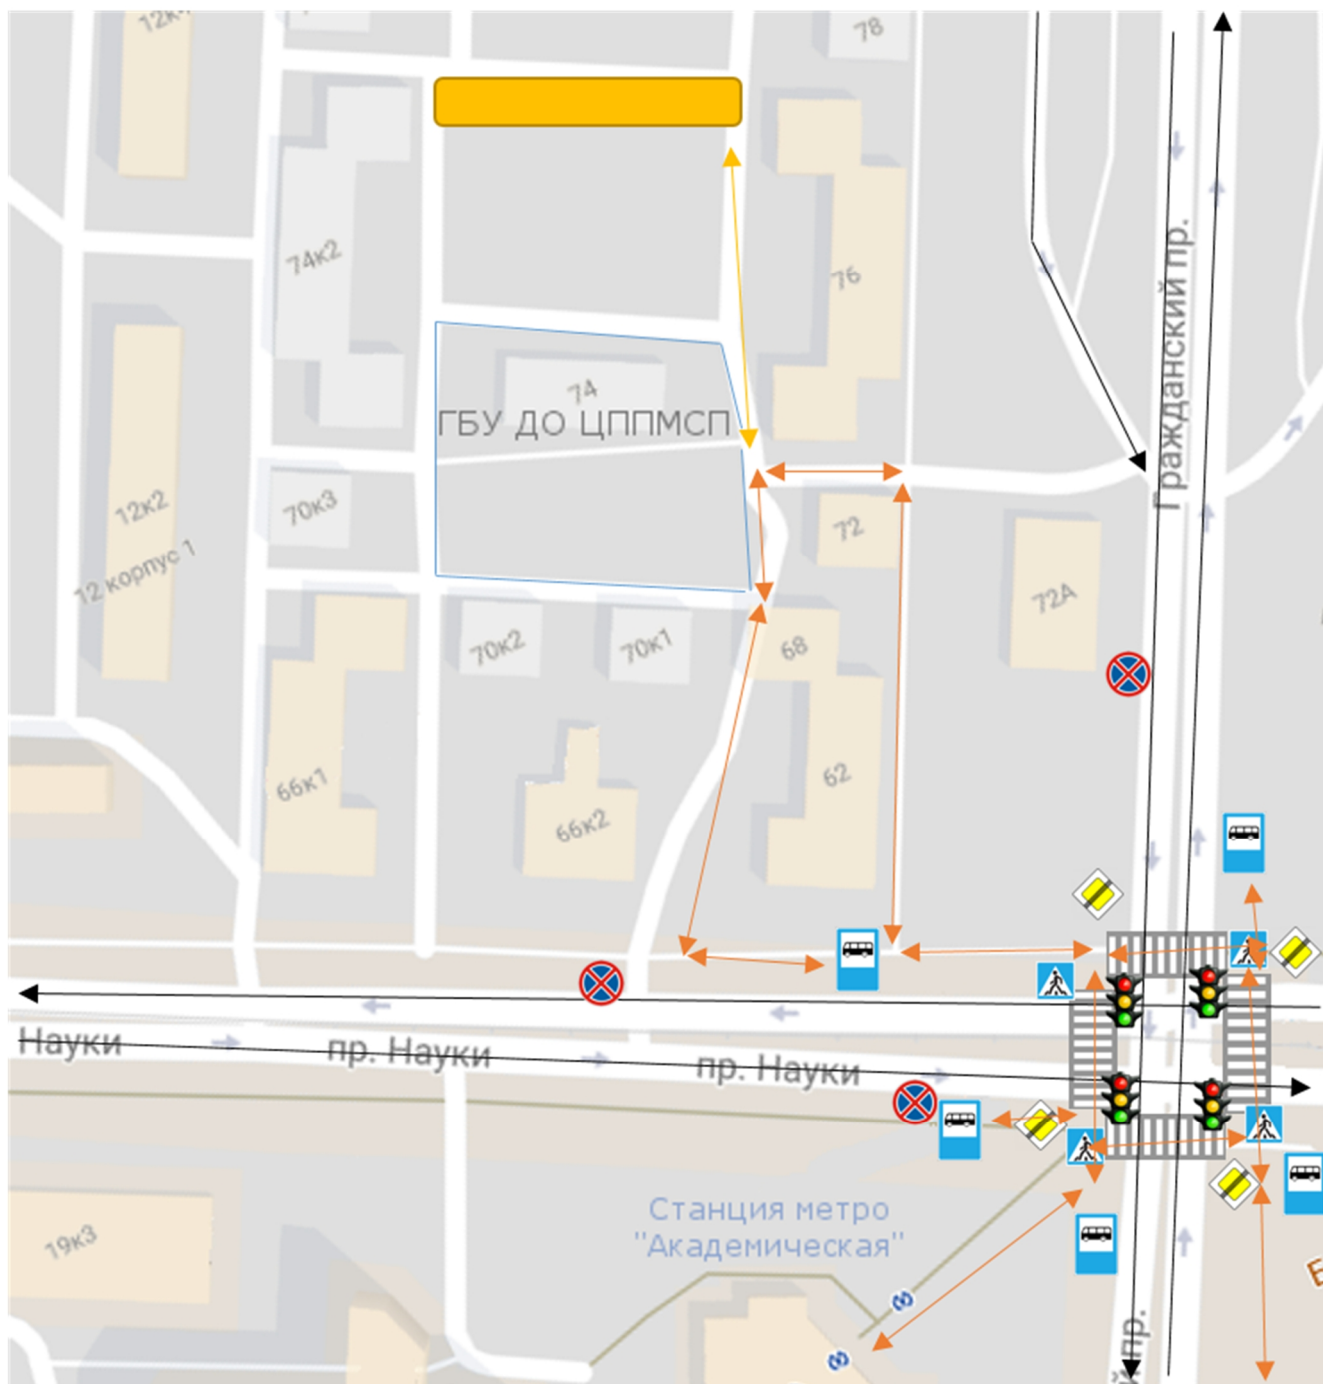 78
74к2
76
Гражданский пр.
74
ГБУ ДО ЦППМСП
12к2
12 корпус 1
70к3
72
72А
70к2
70к1
68
66к1
66к2
62
Науки
пр. Науки
пр. Науки
Станция метро
"Академическая"
19к3
й пр.